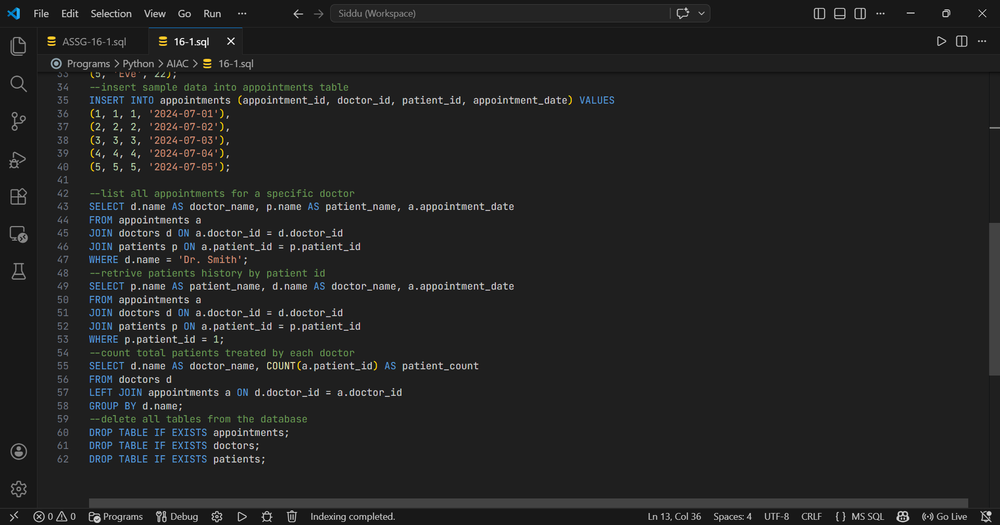 File Edit Selection View Go Run ··· Siddu (Workspace)
ASSG-16-1.sql 16-1.sql
Programs > Python > AIAC > 16-1.sql
33 (5, 'Eve', 22);
34 --insert sample data into appointments table
35 INSERT INTO appointments (appointment_id, doctor_id, patient_id, appointment_date) VALUES
36 (1, 1, 1, '2024-07-01'),
37 (2, 2, 2, '2024-07-02'),
38 (3, 3, 3, '2024-07-03'),
39 (4, 4, 4, '2024-07-04'),
40 (5, 5, 5, '2024-07-05');
41
42 --list all appointments for a specific doctor
43 SELECT d.name AS doctor_name, p.name AS patient_name, a.appointment_date
44 FROM appointments a
45 JOIN doctors d ON a.doctor_id = d.doctor_id
46 JOIN patients p ON a.patient_id = p.patient_id
47 WHERE d.name = 'Dr. Smith';
48 --retrive patients history by patient id
49 SELECT p.name AS patient_name, d.name AS doctor_name, a.appointment_date
50 FROM appointments a
51 JOIN doctors d ON a.doctor_id = d.doctor_id
52 JOIN patients p ON a.patient_id = p.patient_id
53 WHERE p.patient_id = 1;
54 --count total patients treated by each doctor
55 SELECT d.name AS doctor_name, COUNT(a.patient_id) AS patient_count
56 FROM doctors d
57 LEFT JOIN appointments a ON d.doctor_id = a.doctor_id
58 GROUP BY d.name;
59 --delete all tables from the database
60 DROP TABLE IF EXISTS appointments;
61 DROP TABLE IF EXISTS doctors;
62 DROP TABLE IF EXISTS patients;
0 0 Programs Debug Indexing completed. Ln 13, Col 36 Spaces: 4 UTF-8 CRLF { } MS SQL Go Live